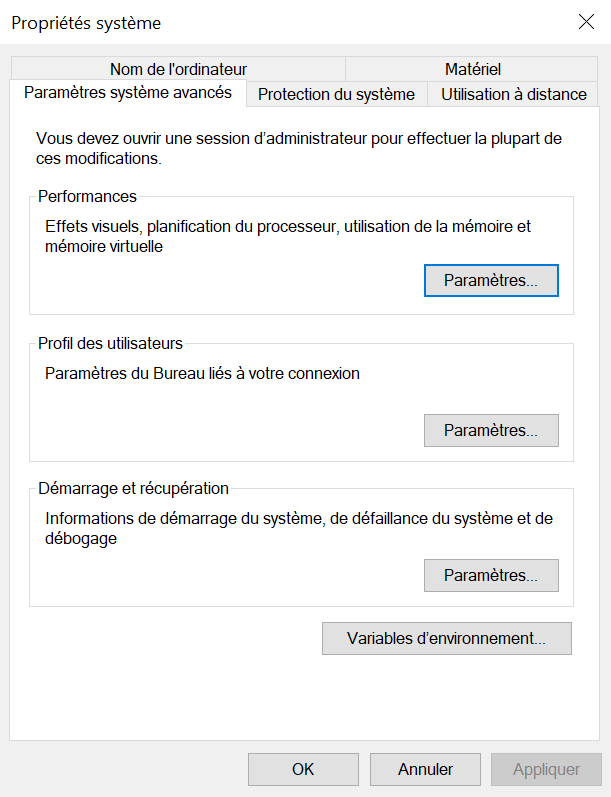 Propriétés système
Nom de l'ordinateur
Matériel
Paramètres système avancés
Protection du système
Utilisation à distance
Vous devez ouvrir une session d’administrateur pour effectuer la plupart de
ces modifications.
Performances
Effets visuels, planification du processeur, utilisation de la mémoire et
mémoire virtuelle
Paramètres...
Profil des utilisateurs
Paramètres du Bureau liés à votre connexion
Paramètres...
Démarrage et récupération
Informations de démarrage du système, de défaillance du système et de
débogage
Paramètres...
Variables d’environnement...
OK
Annuler
Appliquer